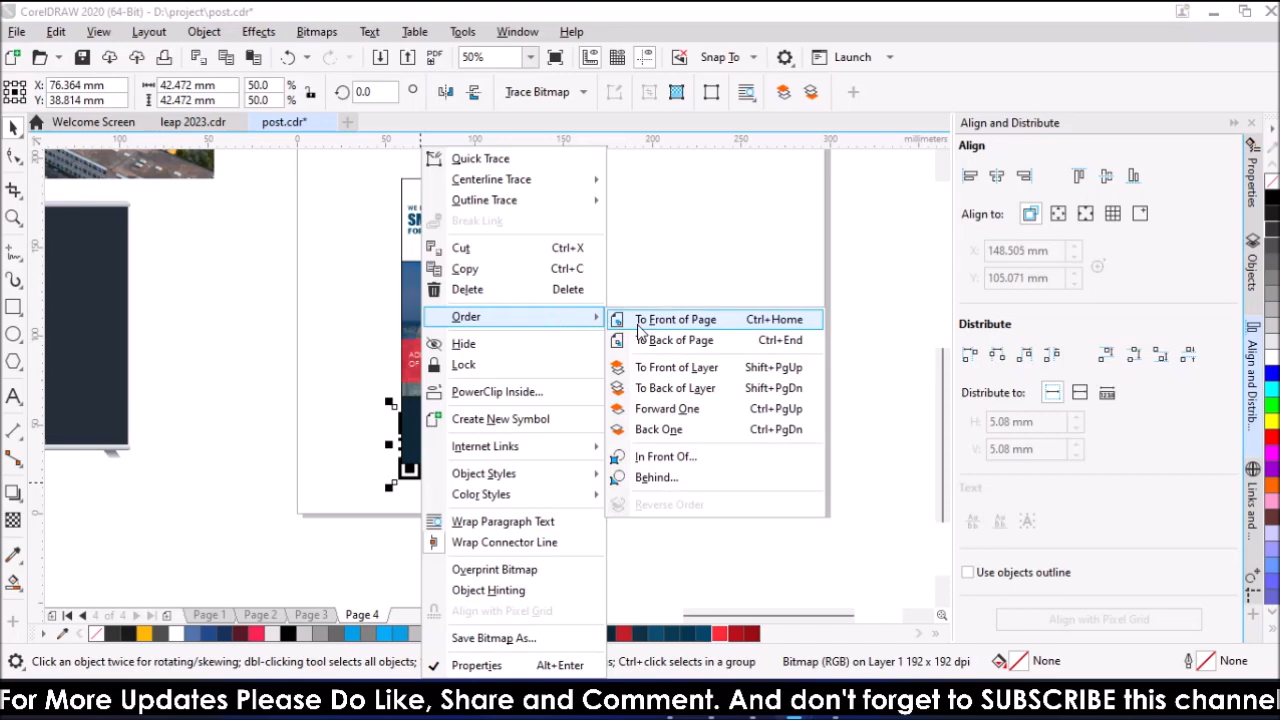 CorelDRAW 2020 (64-Bit) - D:\project\post.cdr*
File Edit View Layout Object Effects Bitmaps Text Table Tools Window Help
50% PDF Snap To Launch
X: 76.364 mm 42.472 mm 50.0 % 0.0 Trace Bitmap
Y: 38.814 mm 42.472 mm 50.0 %
Welcome Screen leap 2023.cdr post.cdr*
100 0 50 100 150 200 250 300 millimeters
Quick Trace
Centerline Trace
Outline Trace
Break Link
Cut Ctrl+X
Copy Ctrl+C
Delete Delete
Order
Hide
Lock
PowerClip Inside...
Create New Symbol
Internet Links
Object Styles
Color Styles
Wrap Paragraph Text
Wrap Connector Line
Overprint Bitmap
Object Hinting
Align with Pixel Grid
Save Bitmap As...
Properties Alt+Enter
To Front of Page Ctrl+Home
To Back of Page Ctrl+End
To Front of Layer Shift+PgUp
To Back of Layer Shift+PgDn
Forward One Ctrl+PgUp
Back One Ctrl+PgDn
In Front Of...
Behind...
Reverse Order
Align and Distribute
Align
Align to:
X: 148.505 mm
Y: 105.071 mm
Distribute
Distribute to:
H: 5.08 mm
V: 5.08 mm
Text
Use objects outline
Align with Pixel Grid
Properties
Objects
Align and Distrib...
Links and ...
4 of 4 Page 1 Page 2 Page 3 Page 4
Click an object twice for rotating/skewing; dbl-clicking tool selects all objects; Ctrl+click selects in a group Bitmap (RGB) on Layer 1 192 x 192 dpi None None
For More Updates Please Do Like, Share and Comment. And don't forget to SUBSCRIBE this channel